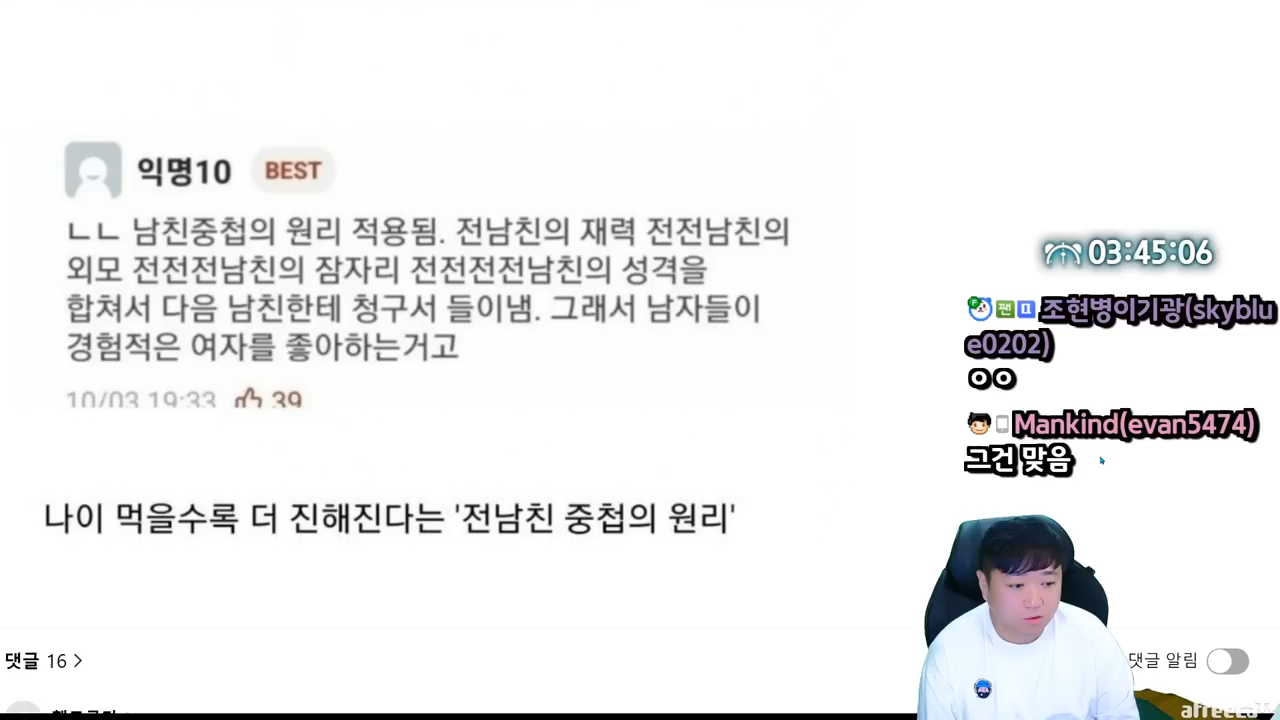 익명10 BEST
ㄴㄴ 남친중첩의 원리 적용됨. 전남친의 재력 전전남친의
외모 전전전남친의 잠자리 전전전전남친의 성격을
합쳐서 다음 남친한테 청구서 들이냄. 그래서 남자들이
경험적은 여자를 좋아하는거고
10/03 19:33 39
나이 먹을수록 더 진해진다는 '전남친 중첩의 원리'
댓글 16 >
03:45:06
F 팬 조현병이기광(skyblu
e0202)
ㅇㅇ
Mankind(evan5474)
그건 맞음
댓글 알림
afreecaTV